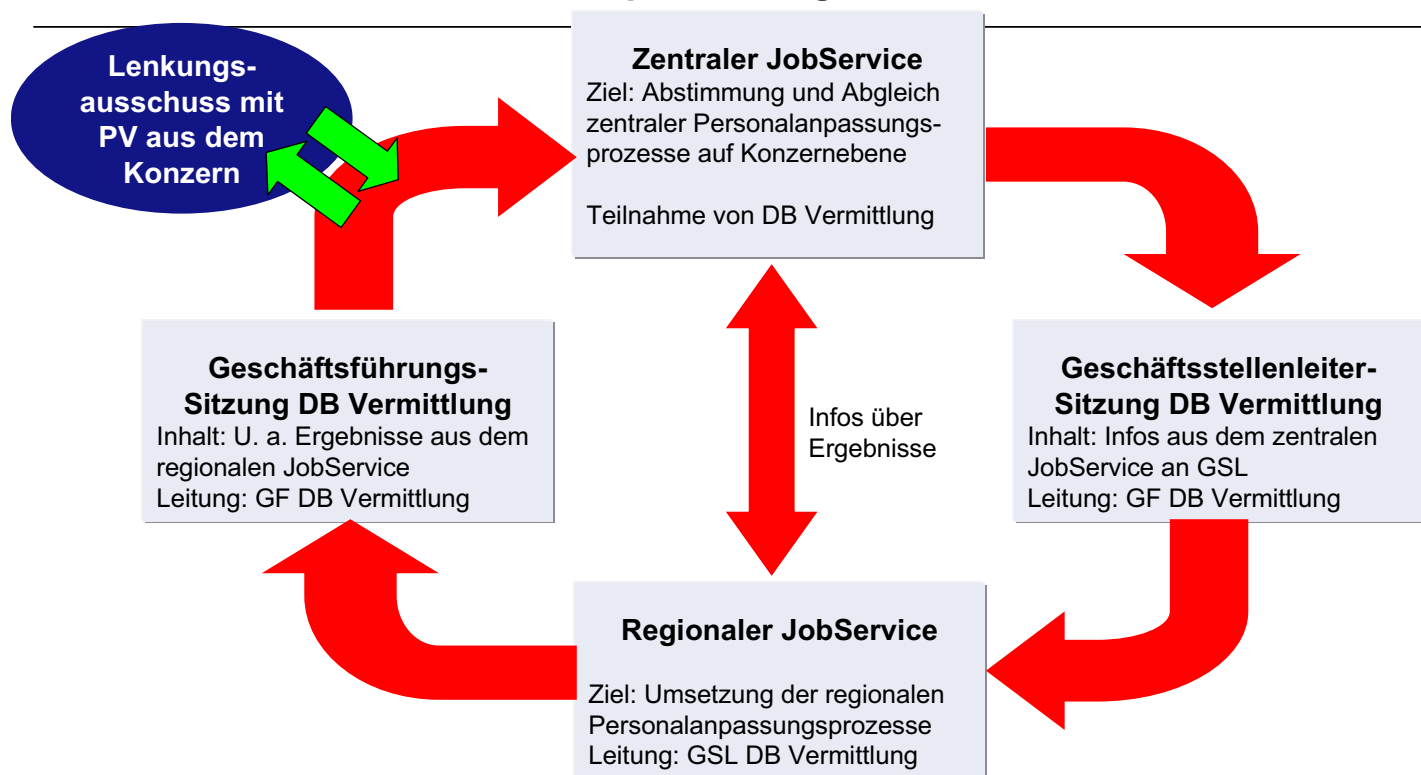 Zentraler JobService
Ziel: Abstimmung und Abgleich
zentraler Personalanpassungs-
prozesse auf Konzernebene
Teilnahme von DB Vermittlung
Lenkungs-
ausschuss mit
PV aus dem
Konzern
Geschäftsführungs-
Sitzung DB Vermittlung
Inhalt: U. a. Ergebnisse aus dem
regionalen JobService
Leitung: GF DB Vermittlung
Infos über
Ergebnisse
Geschäftsstellenleiter-
Sitzung DB Vermittlung
Inhalt: Infos aus dem zentralen
JobService an GSL
Leitung: GF DB Vermittlung
Regionaler JobService
Ziel: Umsetzung der regionalen
Personalanpassungsprozesse
Leitung: GSL DB Vermittlung